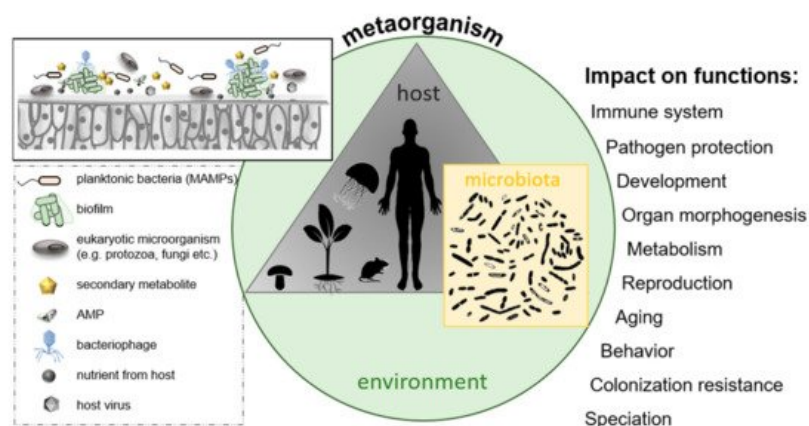 metaorganism
host
microbiota
environment
planktonic bacteria (MAMPs)
biofilm
eukaryotic microorganism
(e.g. protozoa, fungi etc.)
secondary metabolite
AMP
bacteriophage
nutrient from host
host virus
Impact on functions:
Immune system
Pathogen protection
Development
Organ morphogenesis
Metabolism
Reproduction
Aging
Behavior
Colonization resistance
Speciation